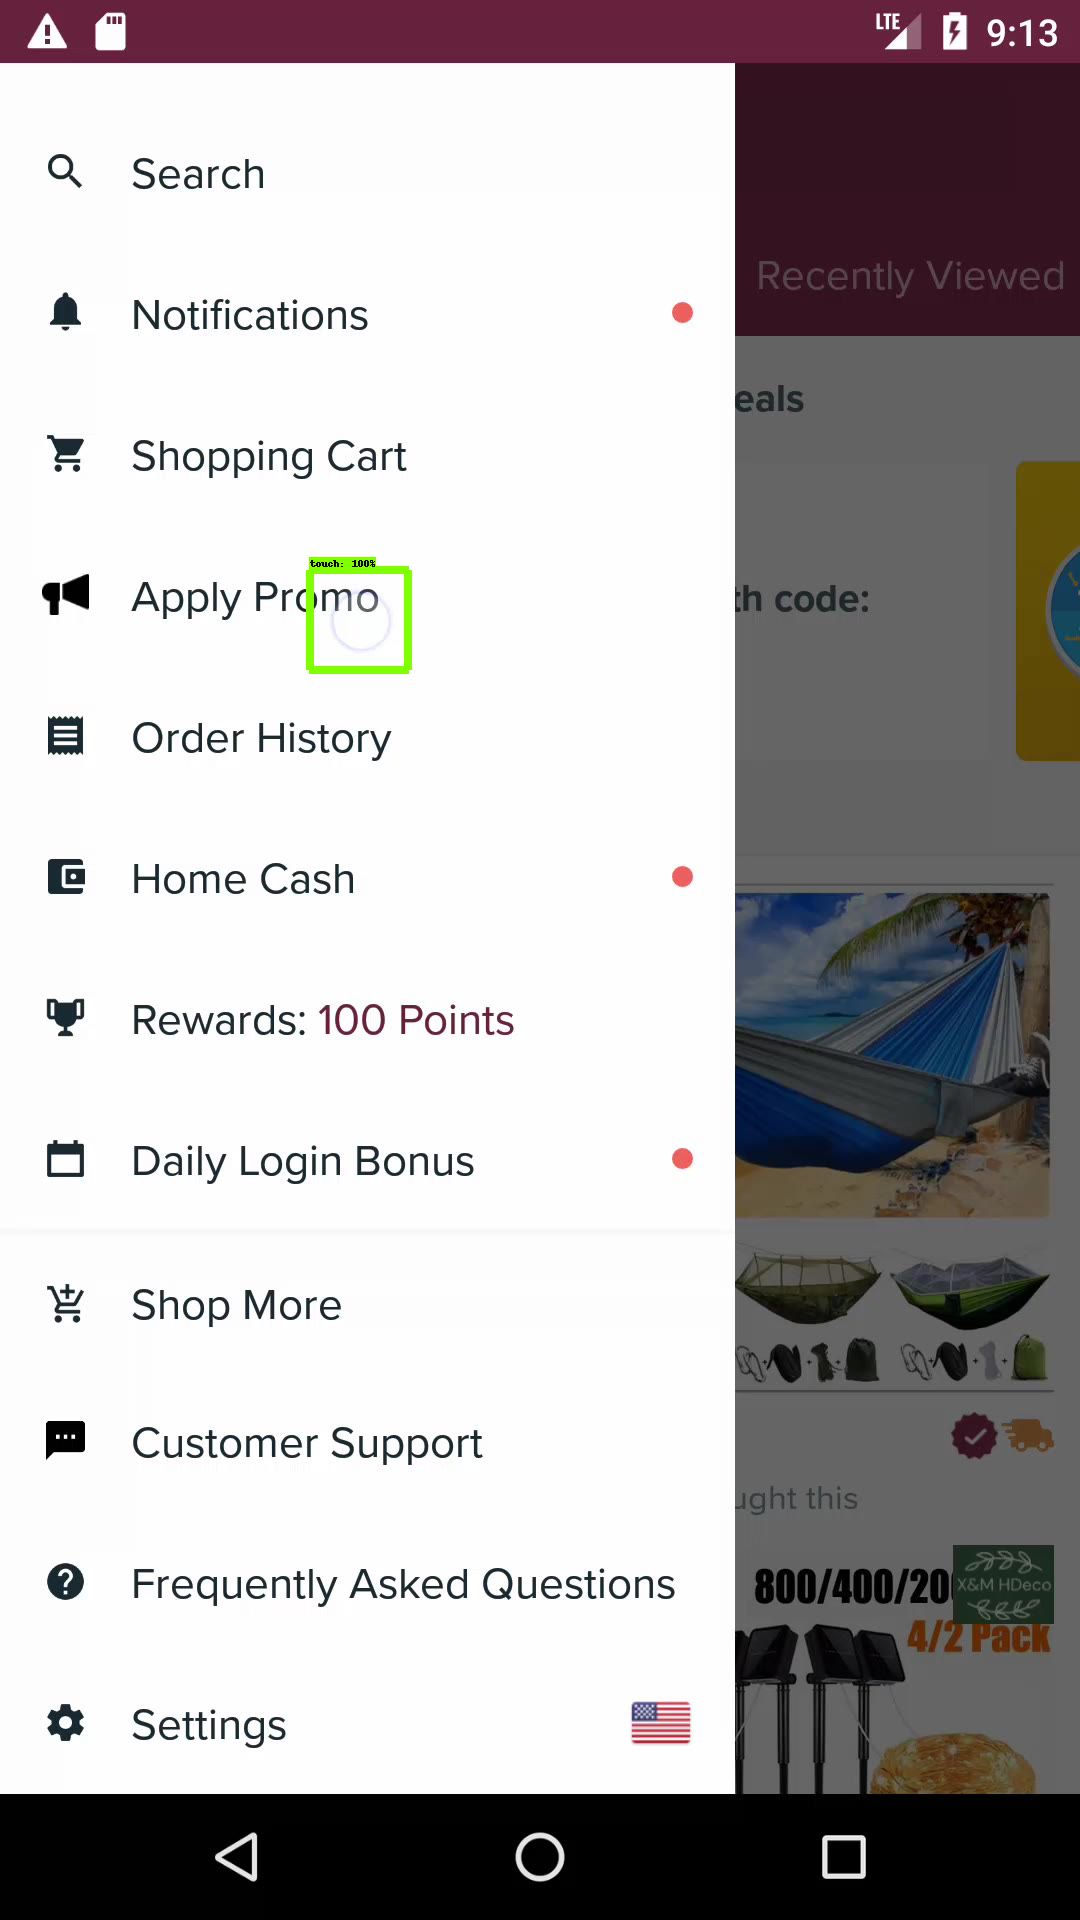 LTE 9:13
Search
Recently Viewed
Notifications
eals
Shopping Cart
touch: 100%
Apply Promo
th code:
Order History
Home Cash
Rewards: 100 Points
Daily Login Bonus
Shop More
Customer Support
ught this
Frequently Asked Questions
800/400/20
X&M HDeco
4/2 Pack
Settings